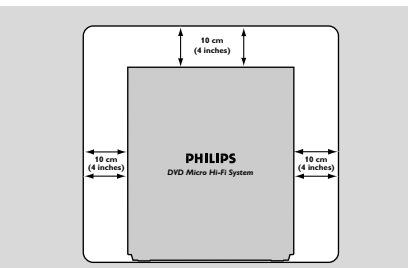 10 cm
(4 inches)
10 cm
(4 inches)
PHILIPS
DVD Micro Hi-Fi System
10 cm
(4 inches)